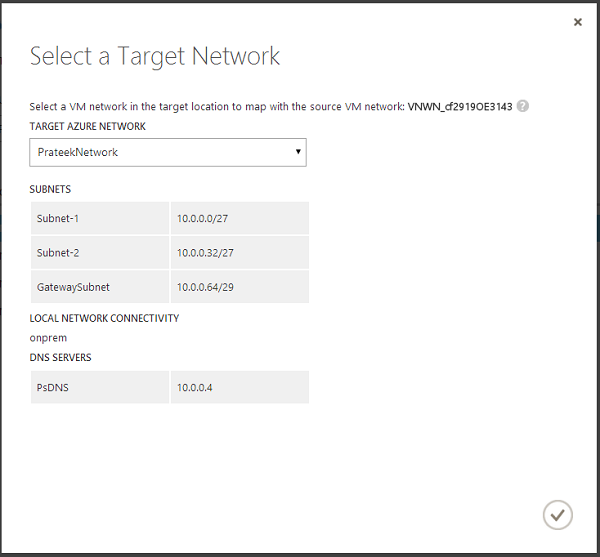 Select a Target Network
Select a VM network in the target location to map with the source VM network: VNWN_cf2919OE3143 ?
TARGET AZURE NETWORK
PrateekNetwork
SUBNETS
Subnet-1 10.0.0.0/27
Subnet-2 10.0.0.32/27
GatewaySubnet 10.0.0.64/29
LOCAL NETWORK CONNECTIVITY
onprem
DNS SERVERS
PsDNS 10.0.0.4